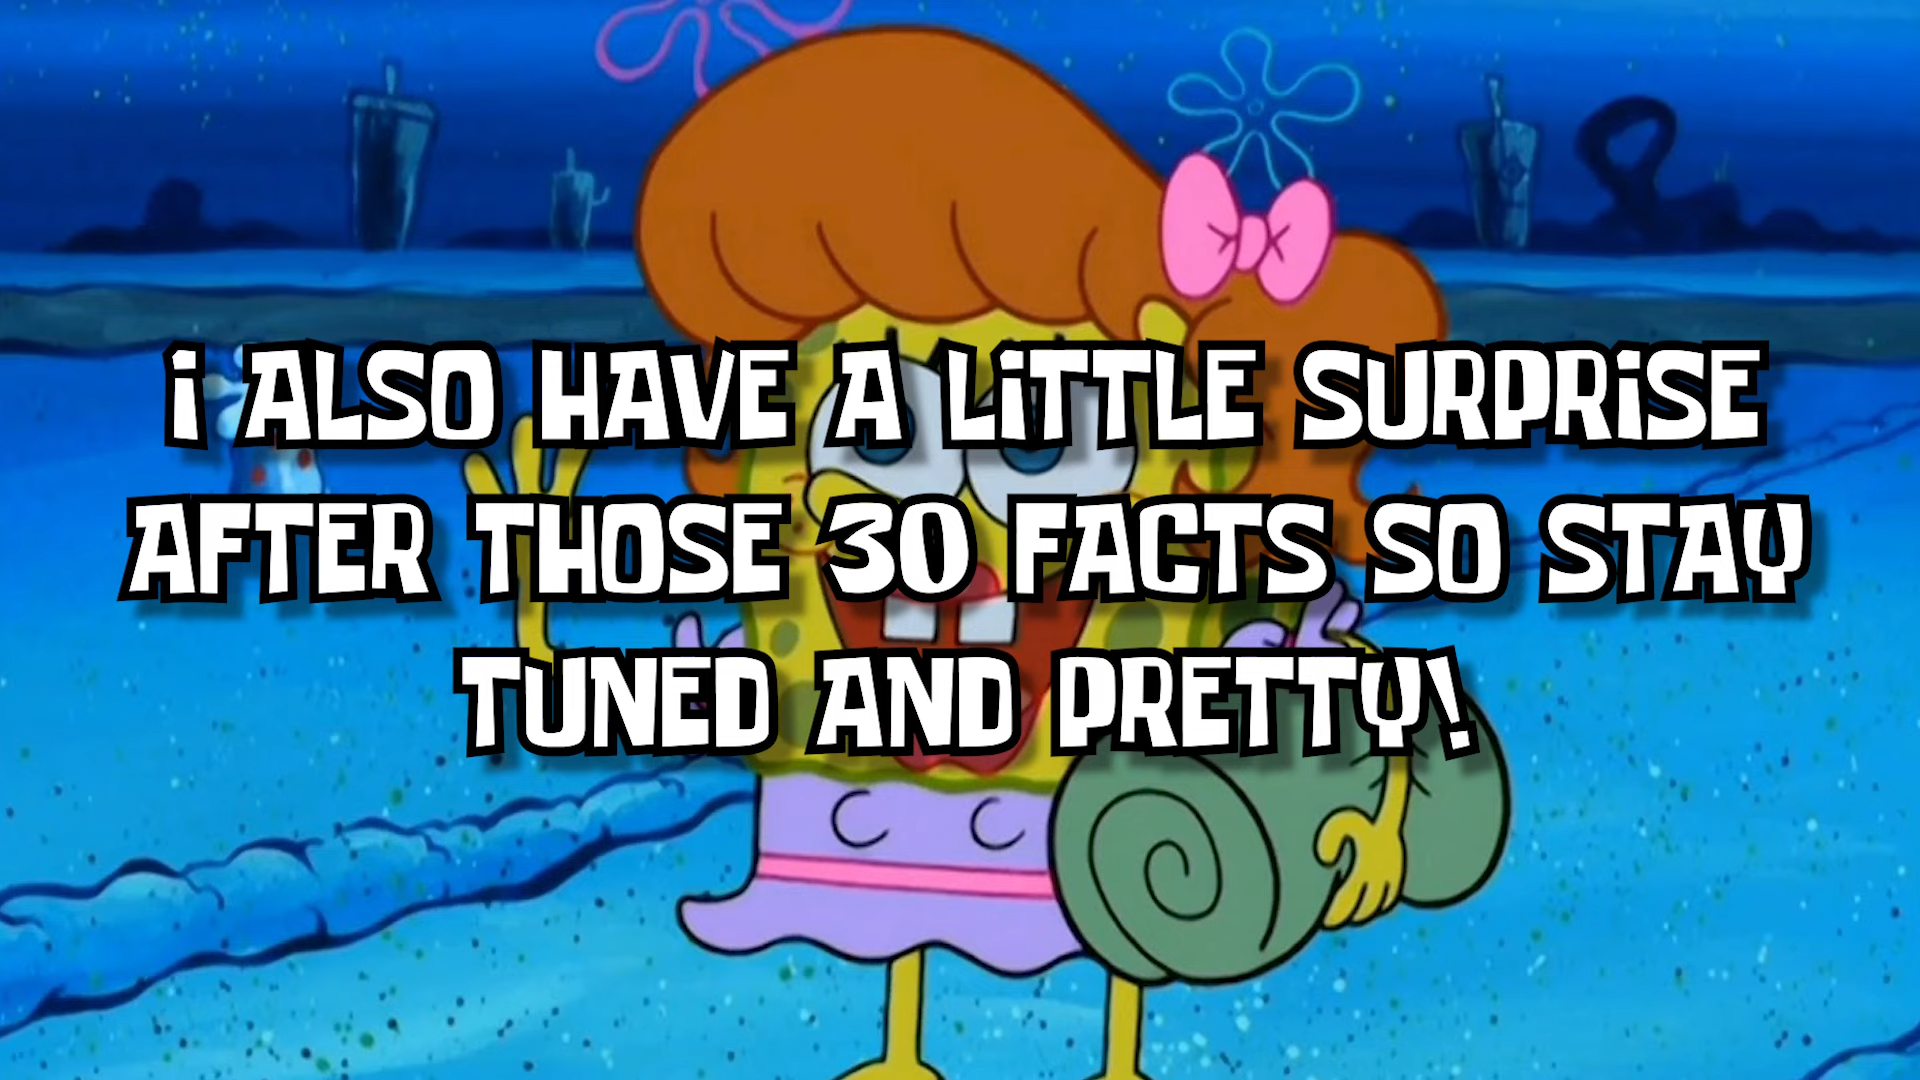 i ALSO HAVE A LiTTLE SURPRiSE
AFTER THOSE 30 FACTS SO STAY
TUNED AND PRETTY!